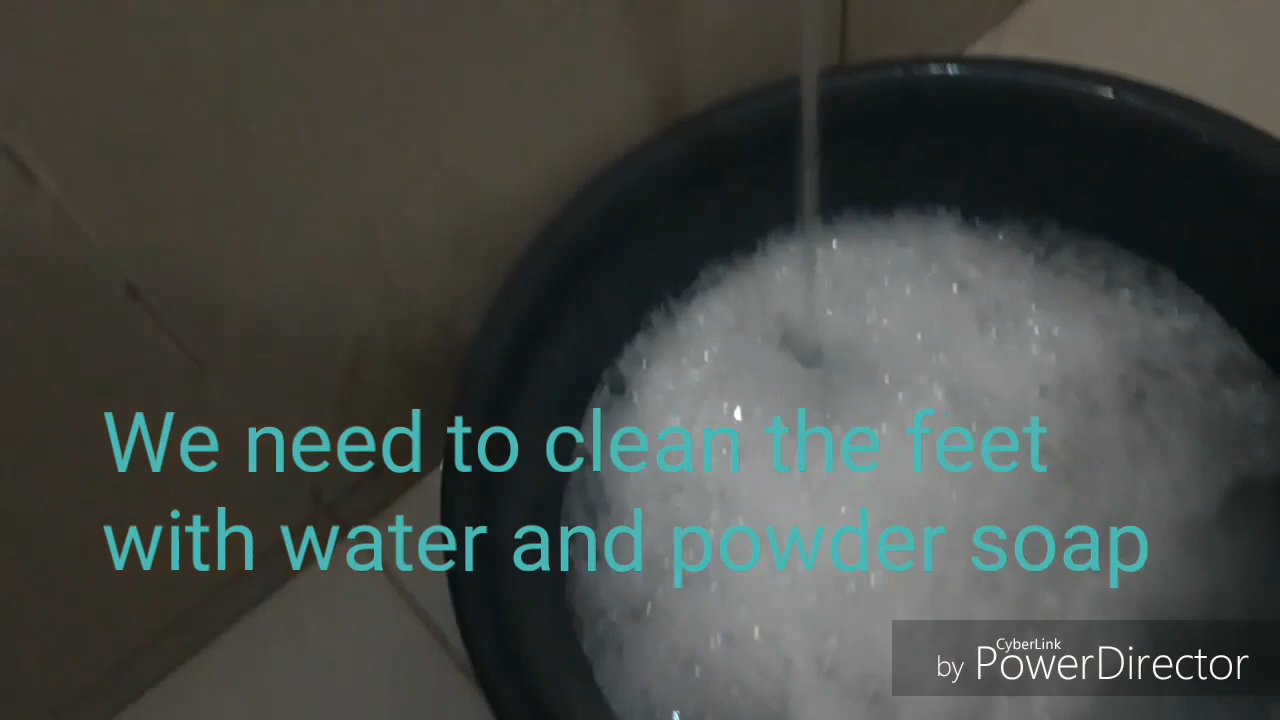 We need to clean the feet
with water and powder soap
CyberLink
by PowerDirector